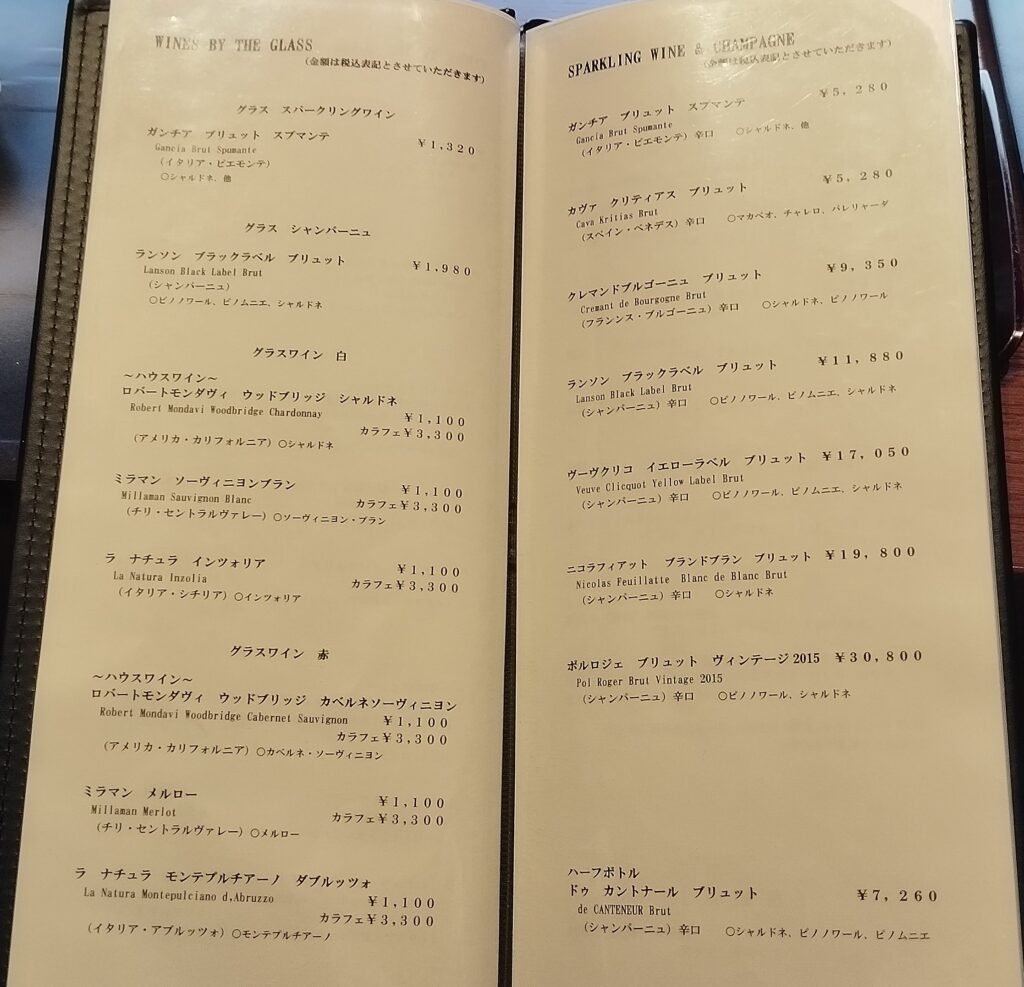 WINES BY THE GLASS
(金額は税込表記とさせていただきます)
グラス　スパークリングワイン
ガンチア　ブリュット　スプマンテ　￥1,320
Gancia Brut Spumante
(イタリア・ピエモンテ)
○シャルドネ、他
グラス　シャンパーニュ
ランソン　ブラックラベル　ブリュット　￥1,980
Lanson Black Label Brut
(シャンパーニュ)
○ピノノワール、ピノムニエ、シャルドネ
グラスワイン　白
～ハウスワイン～
ロバートモンダヴィ　ウッドブリッジ　シャルドネ
Robert Mondavi Woodbridge Chardonnay　￥1,100
カラフェ￥3,300
(アメリカ・カリフォルニア) ○シャルドネ
ミラマン　ソーヴィニヨンブラン　￥1,100
Millaman Sauvignon Blanc　カラフェ￥3,300
(チリ・セントラルヴァレー) ○ソーヴィニヨン・ブラン
ラ　ナチュラ　インツォリア　￥1,100
La Natura Inzolia　カラフェ￥3,300
(イタリア・シチリア) ○インツォリア
グラスワイン　赤
～ハウスワイン～
ロバートモンダヴィ　ウッドブリッジ　カベルネソーヴィニヨン
Robert Mondavi Woodbridge Cabernet Sauvignon　￥1,100
カラフェ￥3,300
(アメリカ・カリフォルニア) ○カベルネ・ソーヴィニヨン
ミラマン　メルロー　￥1,100
Millaman Merlot　カラフェ￥3,300
(チリ・セントラルヴァレー) ○メルロー
ラ　ナチュラ　モンテプルチアーノ　ダブルッツォ
La Natura Montepulciano d,Abruzzo　￥1,100
カラフェ￥3,300
(イタリア・アブルッツォ) ○モンテプルチアーノ
SPARKLING WINE & CHAMPAGNE
(金額は税込表記とさせていただきます)
ガンチア　ブリュット　スプマンテ　￥5,280
Gancia Brut Spumante
(イタリア・ピエモンテ) 辛口　○シャルドネ、他
カヴァ　クリティアス　ブリュット　￥5,280
Cava Kritias Brut
(スペイン・ペネデス) 辛口　○マカベオ、チャレロ、パレリャーダ
クレマンドブルゴーニュ　ブリュット　￥9,350
Cremant de Bourgogne Brut
(フランンス・ブルゴーニュ) 辛口　○シャルドネ、ピノノワール
ランソン　ブラックラベル　ブリュット　￥11,880
Lanson Black Label Brut
(シャンパーニュ) 辛口　○ピノノワール、ピノムニエ、シャルドネ
ヴーヴクリコ　イエローラベル　ブリュット　￥17,050
Veuve Clicquot Yellow Label Brut
(シャンパーニュ) 辛口　○ピノノワール、ピノムニエ、シャルドネ
ニコラフィアット　ブランドブラン　ブリュット　￥19,800
Nicolas Feuillatte Blanc de Blanc Brut
(シャンパーニュ) 辛口　○シャルドネ
ポルロジェ　ブリュット　ヴィンテージ2015　￥30,800
Pol Roger Brut Vintage 2015
(シャンパーニュ) 辛口　○ピノノワール、シャルドネ
ハーフボトル
ドゥ　カントナール　ブリュット　￥7,260
de CANTENEUR Brut
(シャンパーニュ) 辛口　○シャルドネ、ピノノワール、ピノムニエ